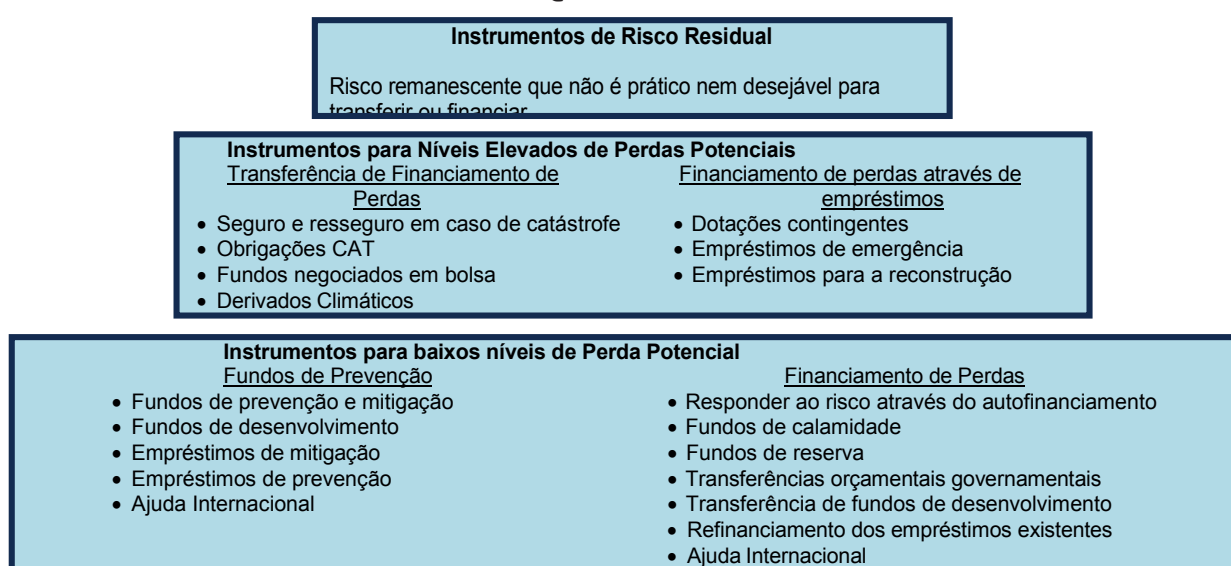 Instrumentos de Risco Residual
Risco remanescente que não é prático nem desejável para
transferir ou financiar
Instrumentos para Níveis Elevados de Perdas Potenciais
Transferência de Financiamento de
Perdas
• Seguro e resseguro em caso de catástrofe
• Obrigações CAT
• Fundos negociados em bolsa
• Derivados Climáticos
Financiamento de perdas através de
empréstimos
• Dotações contingentes
• Empréstimos de emergência
• Empréstimos para a reconstrução
Instrumentos para baixos níveis de Perda Potencial
Fundos de Prevenção
• Fundos de prevenção e mitigação
• Fundos de desenvolvimento
• Empréstimos de mitigação
• Empréstimos de prevenção
• Ajuda Internacional
Financiamento de Perdas
• Responder ao risco através do autofinanciamento
• Fundos de calamidade
• Fundos de reserva
• Transferências orçamentais governamentais
• Transferência de fundos de desenvolvimento
• Refinanciamento dos empréstimos existentes
• Ajuda Internacional